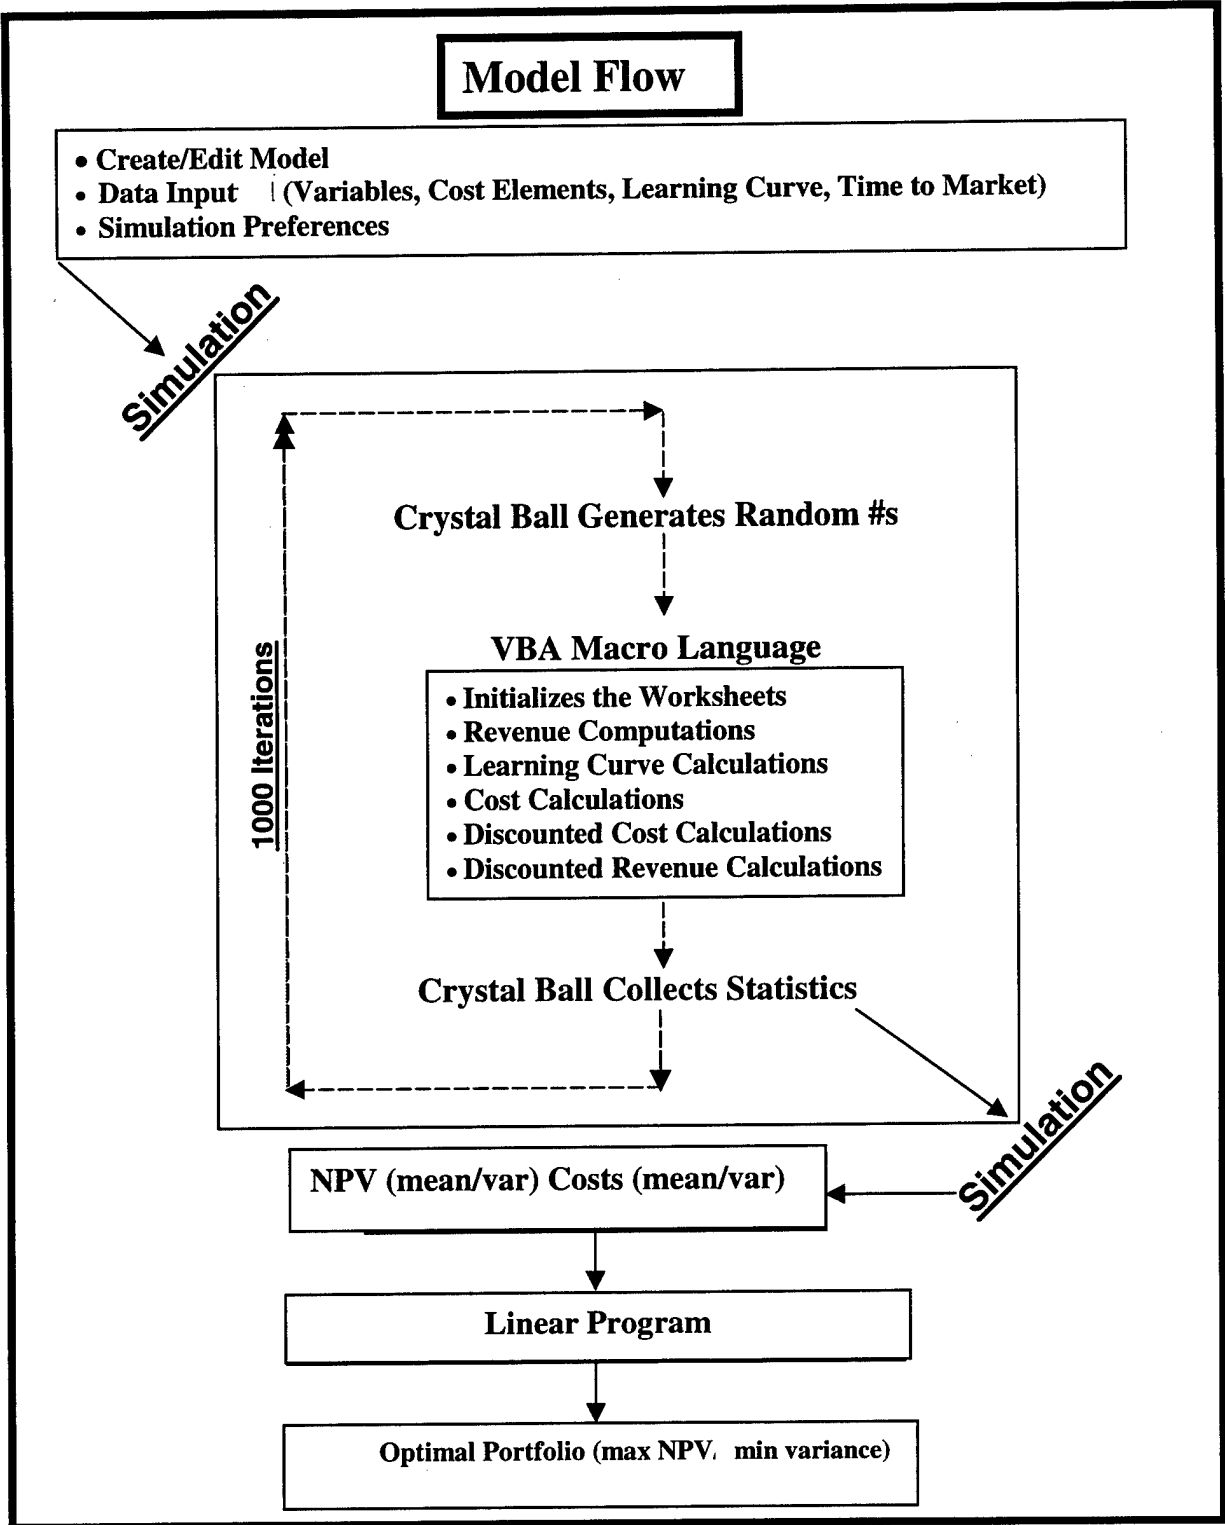 Model Flow
• Create/Edit Model
• Data Input (Variables, Cost Elements, Learning Curve, Time to Market)
• Simulation Preferences
Simulation
Crystal Ball Generates Random #s
1000 Iterations
VBA Macro Language
• Initializes the Worksheets
• Revenue Computations
• Learning Curve Calculations
• Cost Calculations
• Discounted Cost Calculations
• Discounted Revenue Calculations
Crystal Ball Collects Statistics
Simulation
NPV (mean/var) Costs (mean/var)
Linear Program
Optimal Portfolio (max NPV, min variance)